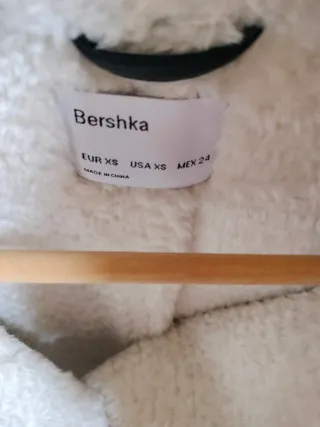 Bershka
EUR XS USA XS MEX 24
MADE IN CHINA